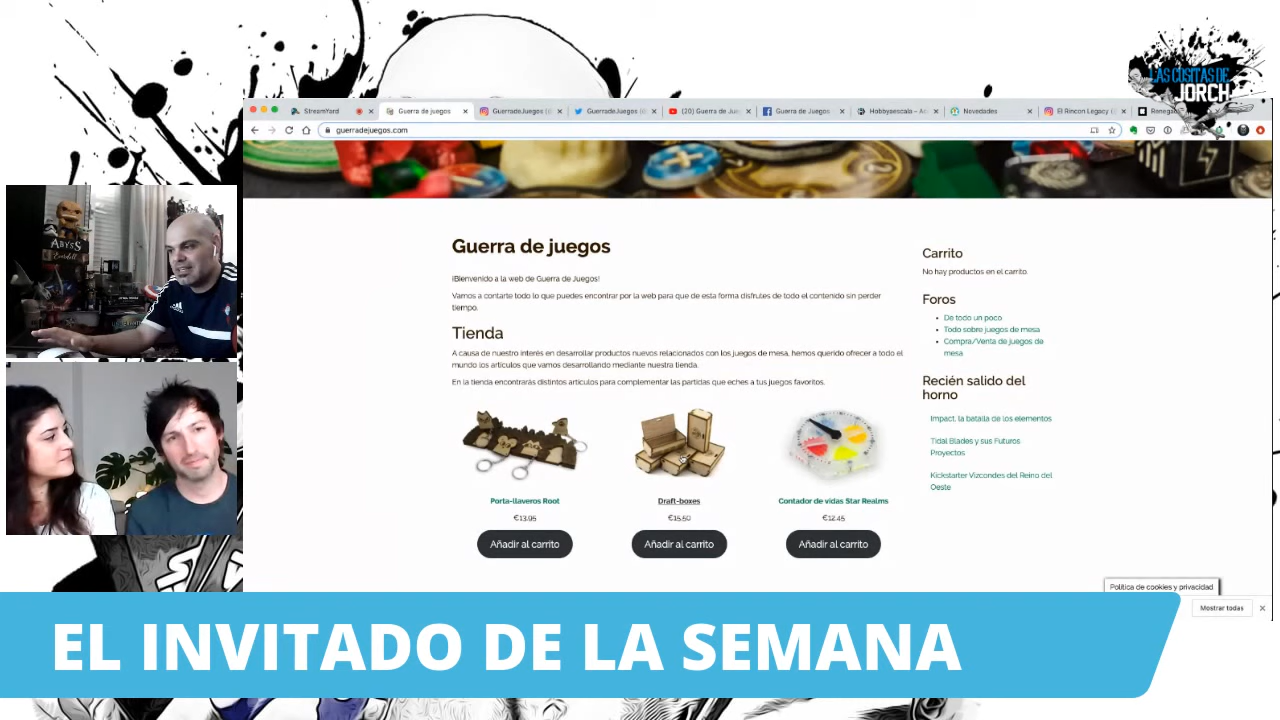 LAS COSITAS DE
JORCH
StreamYard
Guerra de juegos
GuerradeJuegos (
GuerradeJuegos (
(20) Guerra de Jue
Guerra de Juegos
Hobbyaescala – A
Novedades
El Rincon Legacy (
Reneg
guerradejuegos.com
Guerra de juegos
¡Bienvenido a la web de Guerra de Juegos!
Vamos a contarte todo lo que puedes encontrar por la web para que de esta forma disfrutes de todo el contenido sin perder
tiempo.
Tienda
A causa de nuestro interés en desarrollar productos nuevos relacionados con los juegos de mesa, hemos querido ofrecer a todo el
mundo los artículos que vamos desarrollando mediante nuestra tienda.
En la tienda encontrarás distintos artículos para complementar las partidas que eches a tus juegos favoritos.
Porta-llaveros Root
Draft-boxes
Contador de vidas Star Realms
€13,95
€15,50
€12,45
Añadir al carrito
Añadir al carrito
Añadir al carrito
Carrito
No hay productos en el carrito.
Foros
De todo un poco
Todo sobre juegos de mesa
Compra/Venta de juegos de
mesa
Recién salido del
horno
Impact, la batalla de los elementos
Tidal Blades y sus Futuros
Proyectos
Kickstarter Vizcondes del Reino del
Oeste
Política de cookies y privacidad
Mostrar todas
ABYSS
Everdell
EL INVITADO DE LA SEMANA